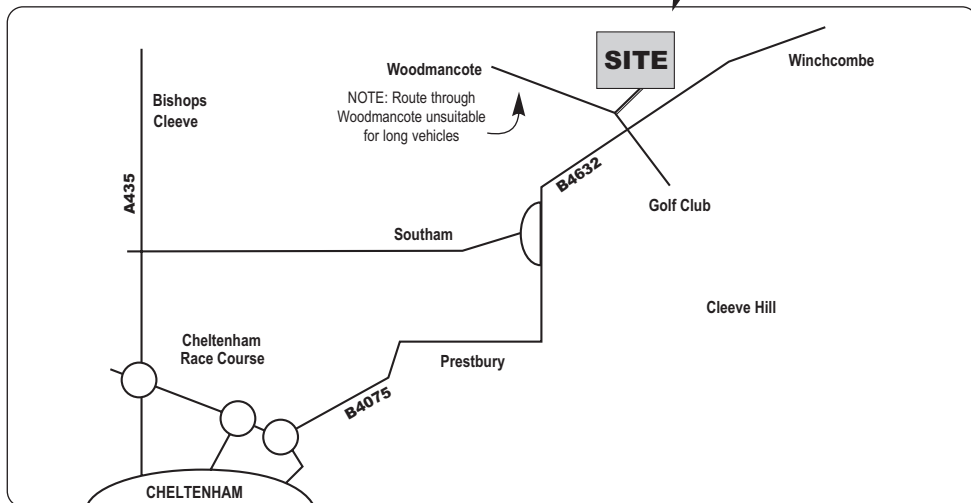 SITE
Winchcombe
Woodmancote
NOTE: Route through
Woodmancote unsuitable
for long vehicles
Bishops
Cleeve
A435
B4632
Golf Club
Southam
Cleeve Hill
Cheltenham
Race Course
Prestbury
B4075
CHELTENHAM